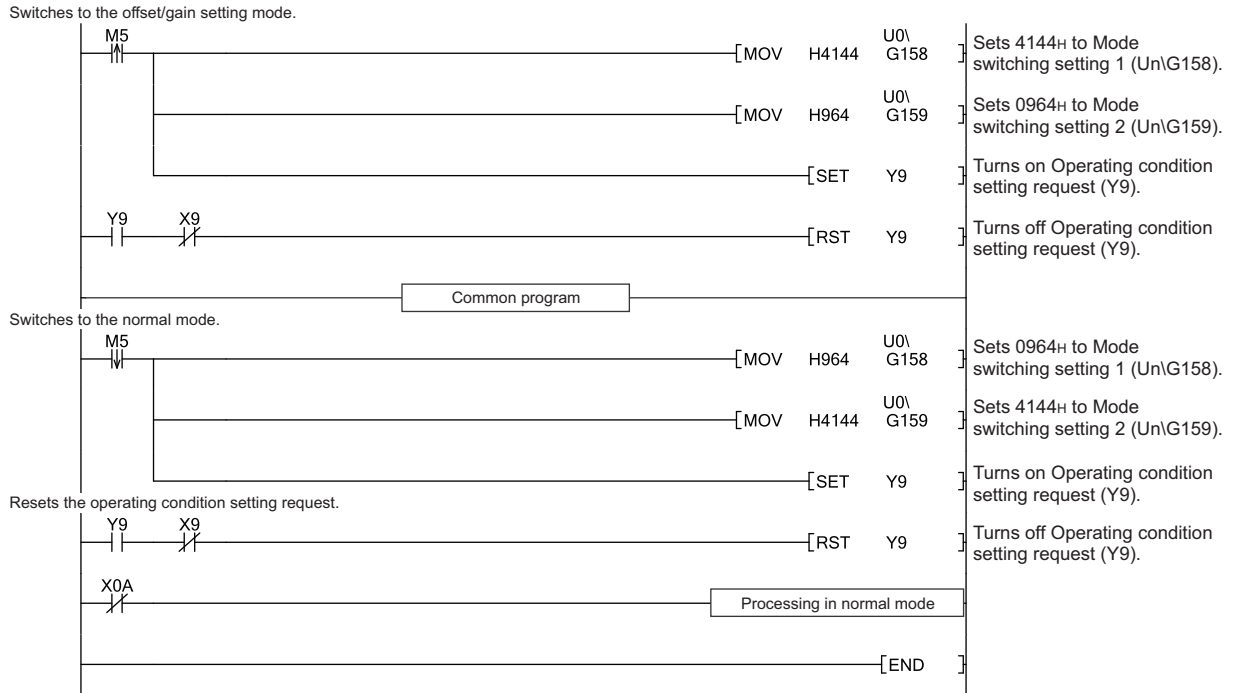 Switches to the offset/gain setting mode.
M5
MOV H4144 U0\ G158
Sets 4144H to Mode
switching setting 1 (Un\G158).
MOV H964 U0\ G159
Sets 0964H to Mode
switching setting 2 (Un\G159).
SET Y9
Turns on Operating condition
setting request (Y9).
Y9 X9
RST Y9
Turns off Operating condition
setting request (Y9).
Common program
Switches to the normal mode.
M5
MOV H964 U0\ G158
Sets 0964H to Mode
switching setting 1 (Un\G158).
MOV H4144 U0\ G159
Sets 4144H to Mode
switching setting 2 (Un\G159).
SET Y9
Turns on Operating condition
setting request (Y9).
Resets the operating condition setting request.
Y9 X9
RST Y9
Turns off Operating condition
setting request (Y9).
X0A
Processing in normal mode
END